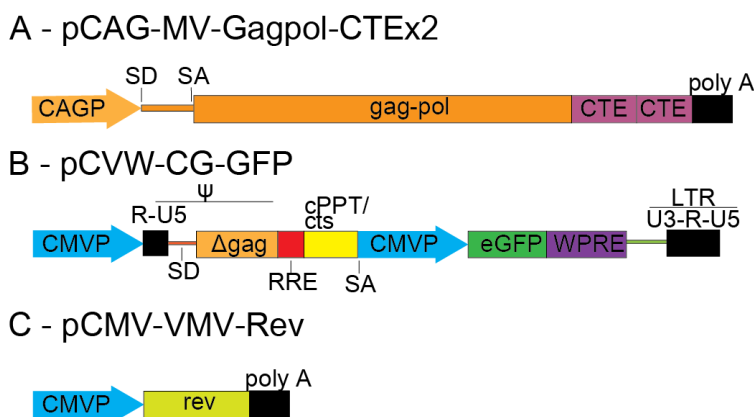 A - pCAG-MV-Gagpol-CTEx2
SD SA poly A
CAGP gag-pol CTE CTE
B - pCVW-CG-GFP
Ψ cPPT/ LTR
R-U5 cts U3-R-U5
CMVP Δgag CMVP eGFP WPRE
SD RRE SA
C - pCMV-VMV-Rev
poly A
CMVP rev